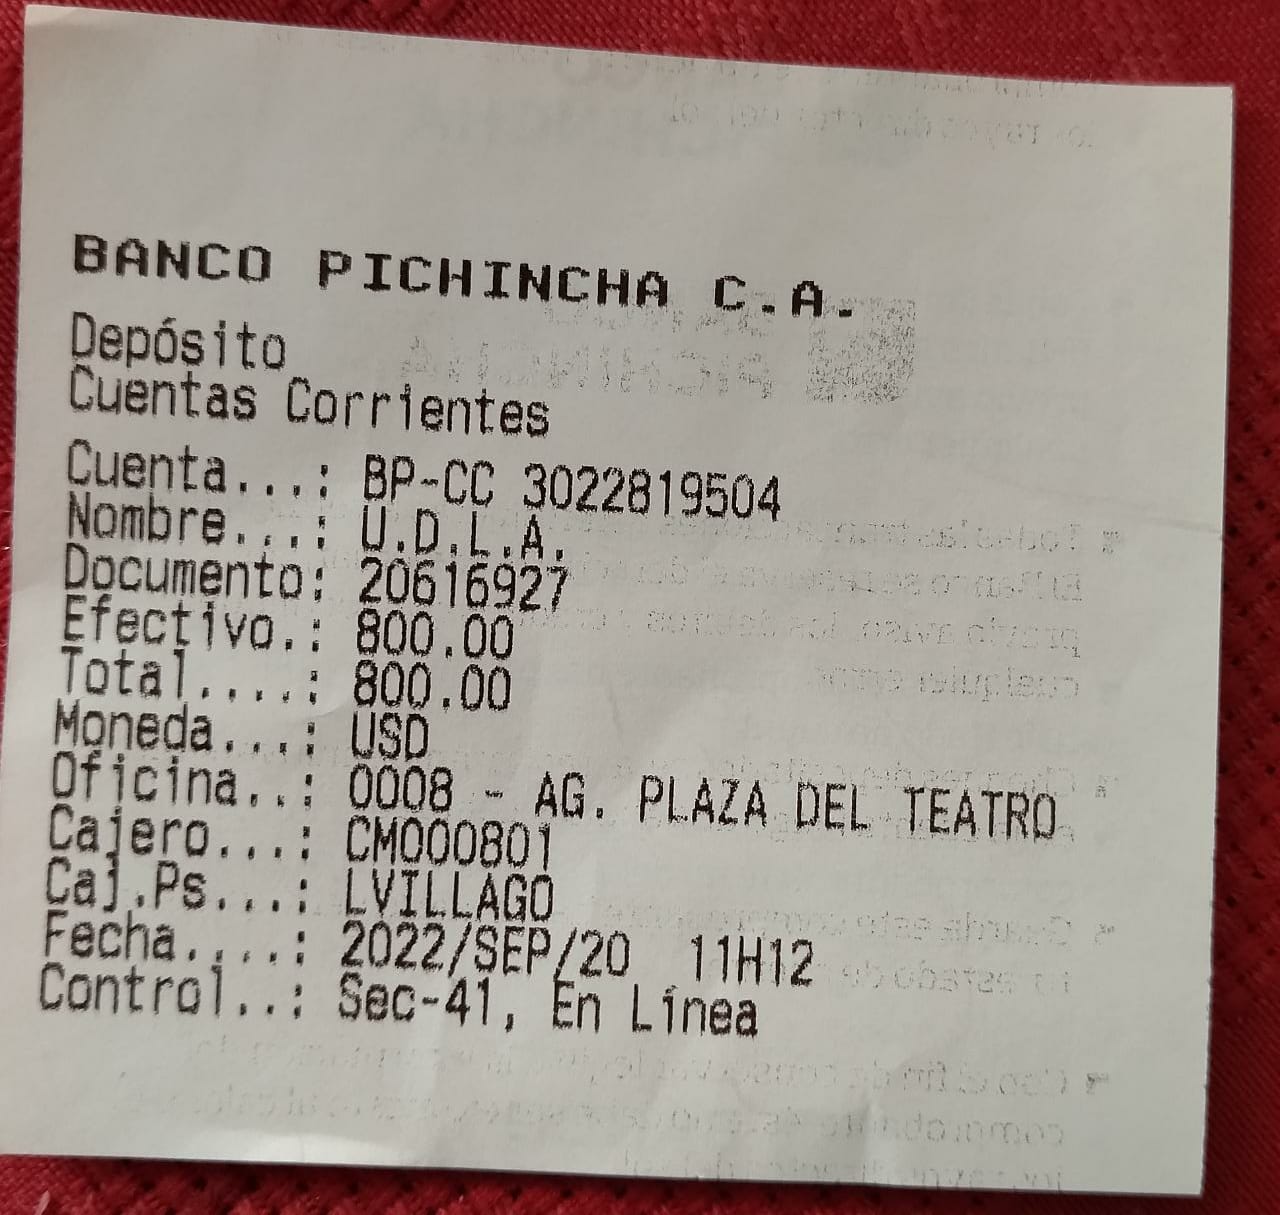 BANCO PICHINCHA C.A.
Depósito
Cuentas Corrientes
Cuenta...: BP-CC 3022819504
Nombre...: U.D.L.A.
Documento: 20616927
Efectivo.: 800.00
Total....: 800.00
Moneda...: USD
Oficina..: 0008 - AG. PLAZA DEL TEATRO
Cajero...: CM000801
Caj.Ps...: LVILLAGO
Fecha....: 2022/SEP/20 11H12
Control..: Sec-41, En Línea